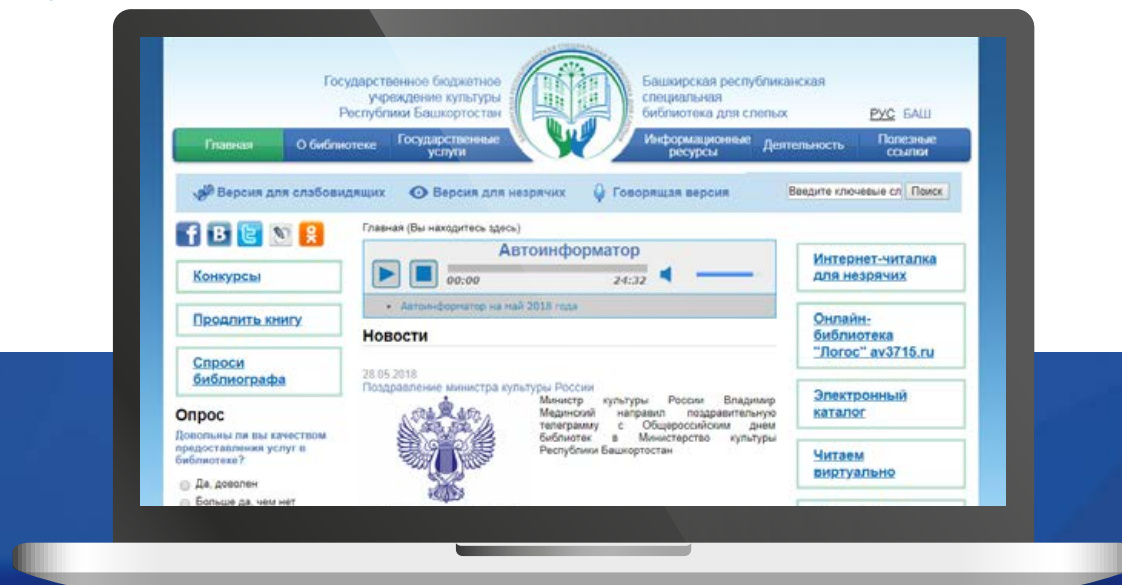 Государственное бюджетное
учреждение культуры
Республики Башкортостан
Башкирская республиканская
специальная
библиотека для слепых
РУС БАШ
Главная
О библиотеке
Государственные
услуги
Информационные
ресурсы
Деятельность
Полезные
ссылки
Версия для слабовидящих
Версия для незрячих
Говорящая версия
Введите ключевые сл
Поиск
Главная (Вы находитесь здесь)
Автоинформатор
00:00
24:32
Автоинформатор на май 2018 года
Конкурсы
Продлить книгу
Спроси
библиографа
Опрос
Довольны ли вы качеством
предоставления услуг в
библиотеке?
Да, доволен
Больше да, чем нет
Новости
28.05.2018
Поздравление министра культуры России
Министр культуры России Владимир
Мединский направил поздравительную
телеграмму с Общероссийским днем
библиотек в Министерство культуры
Республики Башкортостан
Интернет-читалка
для незрячих
Онлайн-
библиотека
"Логос" av3715.ru
Электронный
каталог
Читаем
виртуально